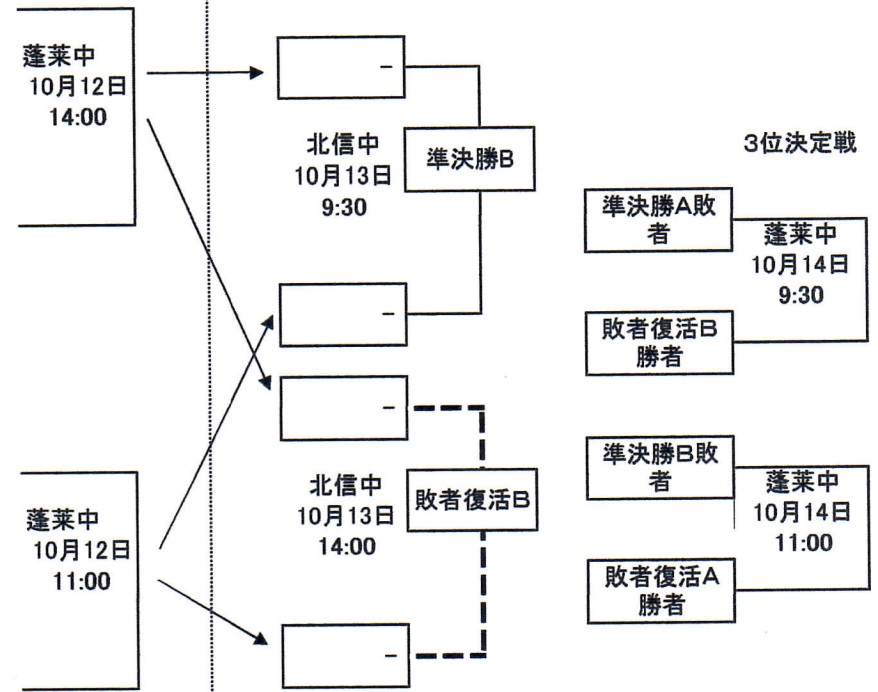 蓬莱中
10月12日
14:00
蓬莱中
10月12日
11:00
–
北信中
10月13日
9:30
準決勝B
–
–
北信中
10月13日
14:00
敗者復活B
–
3位決定戦
準決勝A敗
者
蓬莱中
10月14日
9:30
敗者復活B
勝者
準決勝B敗
者
蓬莱中
10月14日
11:00
敗者復活A
勝者